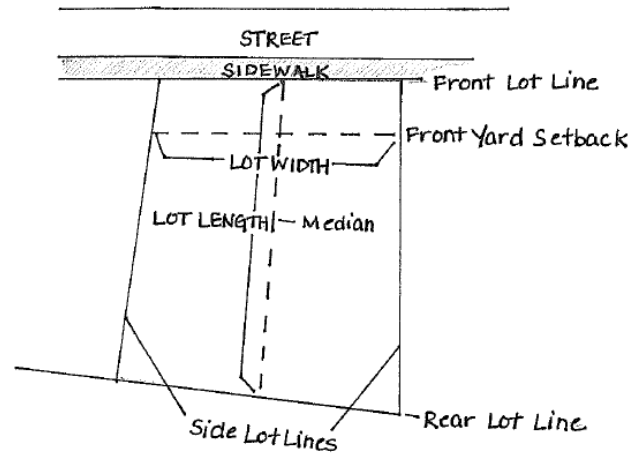 STREET
SIDEWALK
Front Lot Line
Front Yard Setback
LOT WIDTH
LOT LENGTH
Median
Rear Lot Line
Side Lot Lines